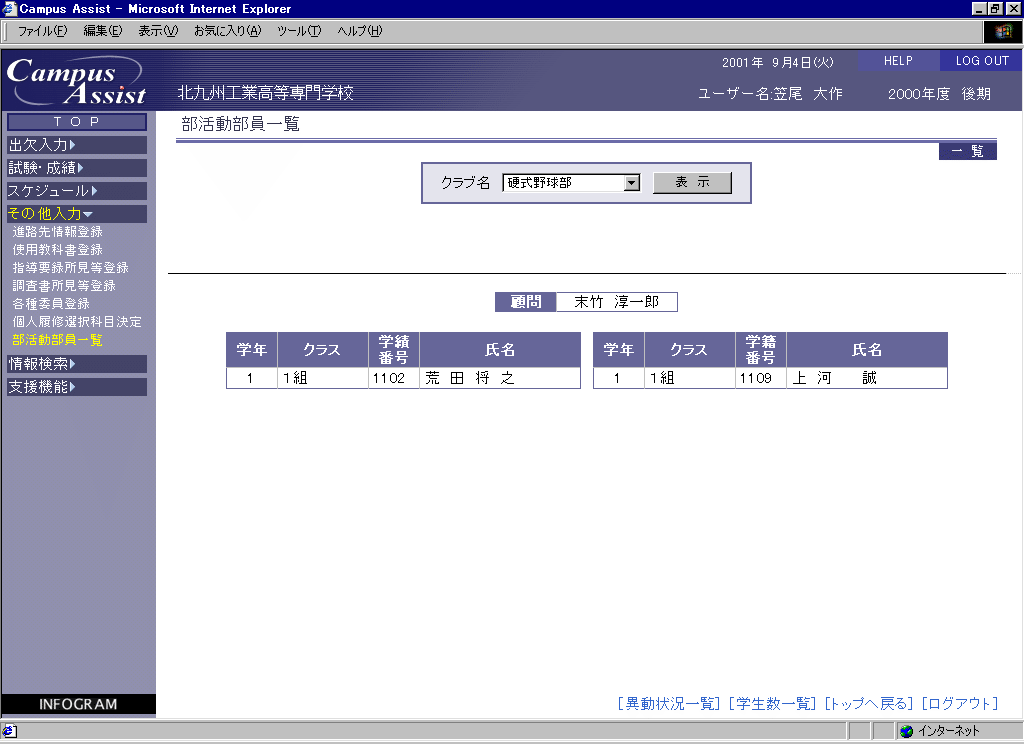 Campus Assist - Microsoft Internet Explorer
ファイル(F) 編集(E) 表示(V) お気に入り(A) ツール(T) ヘルプ(H)
Campus Assist
2001年 9月4日(火) HELP LOG OUT
北九州工業高等専門学校 ユーザー名:笠尾 大作 2000年度 後期
TOP
出欠入力
試験・成績
スケジュール
その他入力
進路先情報登録
使用教科書登録
指導要録所見等登録
調査書所見等登録
各種委員登録
個人履修選択科目決定
部活動部員一覧
情報検索
支援機能
INFOGRAM
部活動部員一覧
一 覧
クラブ名 硬式野球部 表 示
顧問 末竹 淳一郎
学年 クラス 学績番号 氏名 学年 クラス 学籍番号 氏名
1 1組 1102 荒 田 将 之 1 1組 1109 上 河 誠
[異動状況一覧] [学生数一覧] [トップへ戻る] [ログアウト]
インターネット